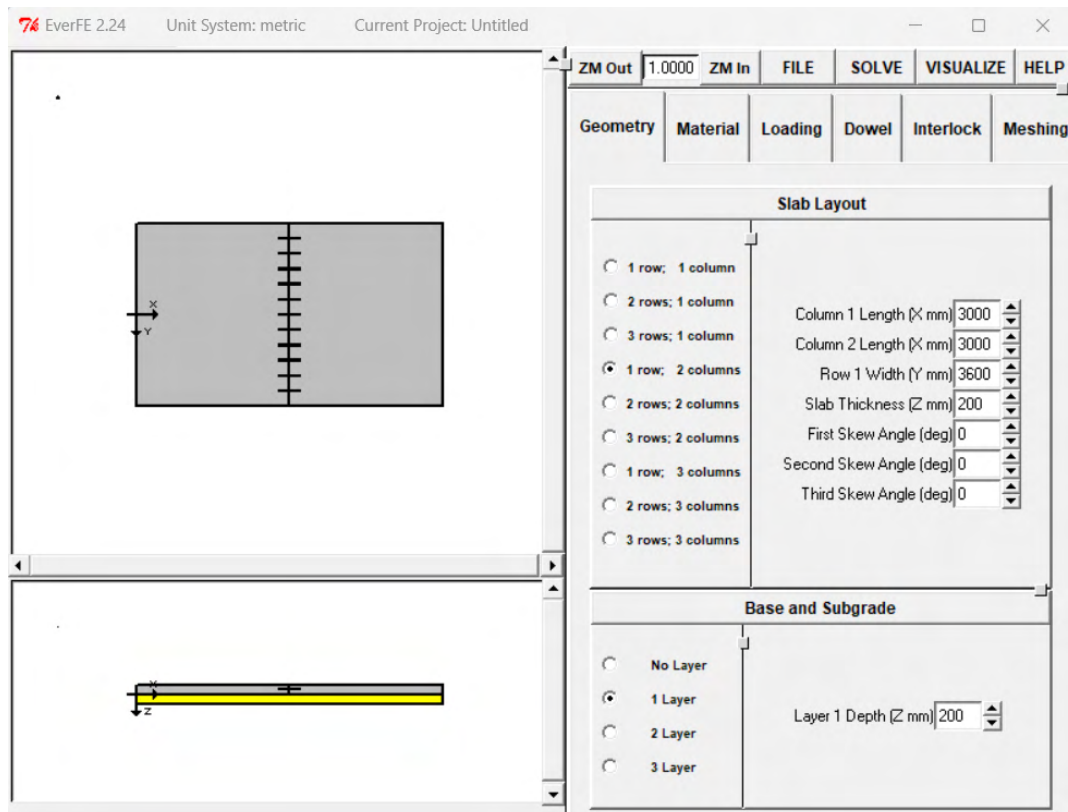 EverFE 2.24 Unit System: metric Current Project: Untitled
ZM Out 1.0000 ZM In FILE SOLVE VISUALIZE HELP
Geometry Material Loading Dowel Interlock Meshing
Slab Layout
1 row; 1 column
2 rows; 1 column
3 rows; 1 column
1 row; 2 columns
2 rows; 2 columns
3 rows; 2 columns
1 row; 3 columns
2 rows; 3 columns
3 rows; 3 columns
Column 1 Length (X mm) 3000
Column 2 Length (X mm) 3000
Row 1 Width (Y mm) 3600
Slab Thickness (Z mm) 200
First Skew Angle (deg) 0
Second Skew Angle (deg) 0
Third Skew Angle (deg) 0
X
Y
Base and Subgrade
No Layer
1 Layer
2 Layer
3 Layer
Layer 1 Depth (Z mm) 200
X
Z